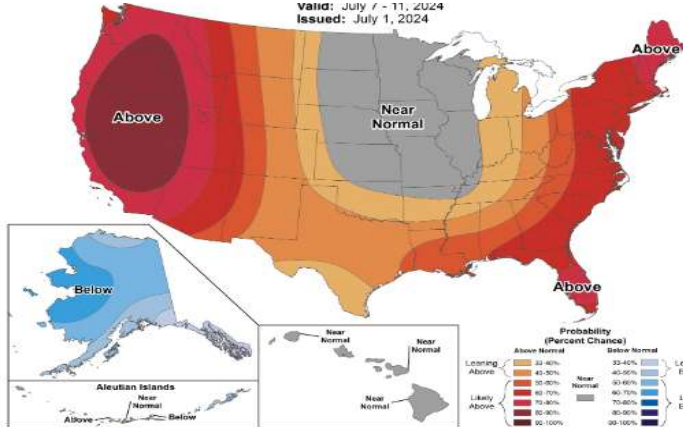 Valid: July 7 - 11, 2024
Issued: July 1, 2024
Above
Above
Near
Normal
Below
Above
Near
Normal
Near
Normal
Near
Normal
Aleutian Islands
Near
Normal
Above
Below
Probability
(Percent Chance)
Above Normal
Below Normal
Leaning
Above
Likely
Above
33-40%
40-50%
50-60%
60-70%
70-80%
80-90%
90-100%
Near
Normal
33-40%
40-50%
50-60%
60-70%
70-80%
80-90%
90-100%